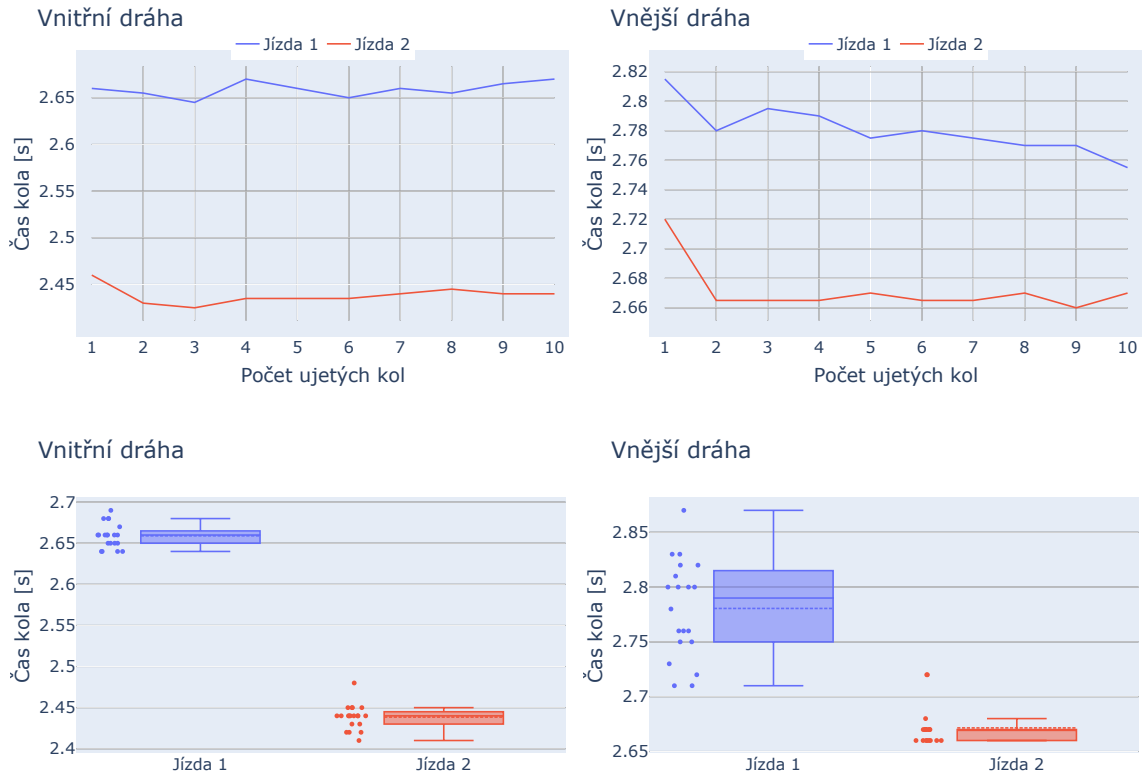 Vnitřní dráha
Jízda 1
Jízda 2
2.65
2.6
2.55
2.5
2.45
Čas kola [s]
1 2 3 4 5 6 7 8 9 10
Počet ujetých kol
Vnější dráha
Jízda 1
Jízda 2
2.82
2.8
2.78
2.76
2.74
2.72
2.7
2.68
2.66
Čas kola [s]
1 2 3 4 5 6 7 8 9 10
Počet ujetých kol
Vnitřní dráha
2.7
2.65
2.6
2.55
2.5
2.45
2.4
Čas kola [s]
Jízda 1 Jízda 2
Vnější dráha
2.85
2.8
2.75
2.7
2.65
Čas kola [s]
Jízda 1 Jízda 2